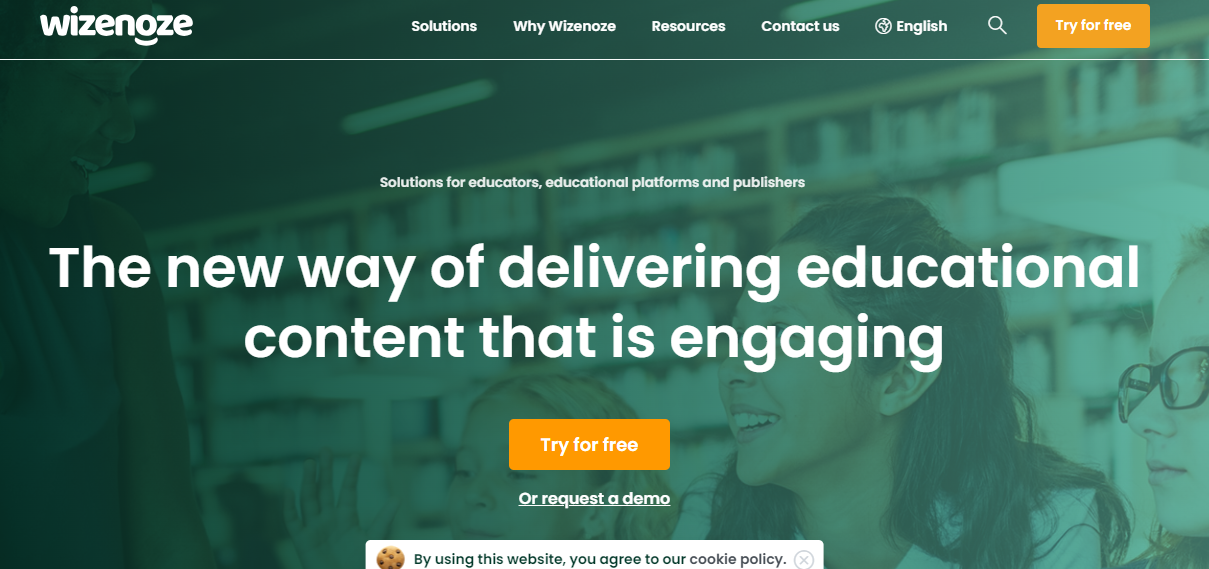 wizenoze
Solutions
Why Wizenoze
Resources
Contact us
English
Try for free
Solutions for educators, educational platforms and publishers
The new way of delivering educational
content that is engaging
Try for free
Or request a demo
By using this website, you agree to our cookie policy.